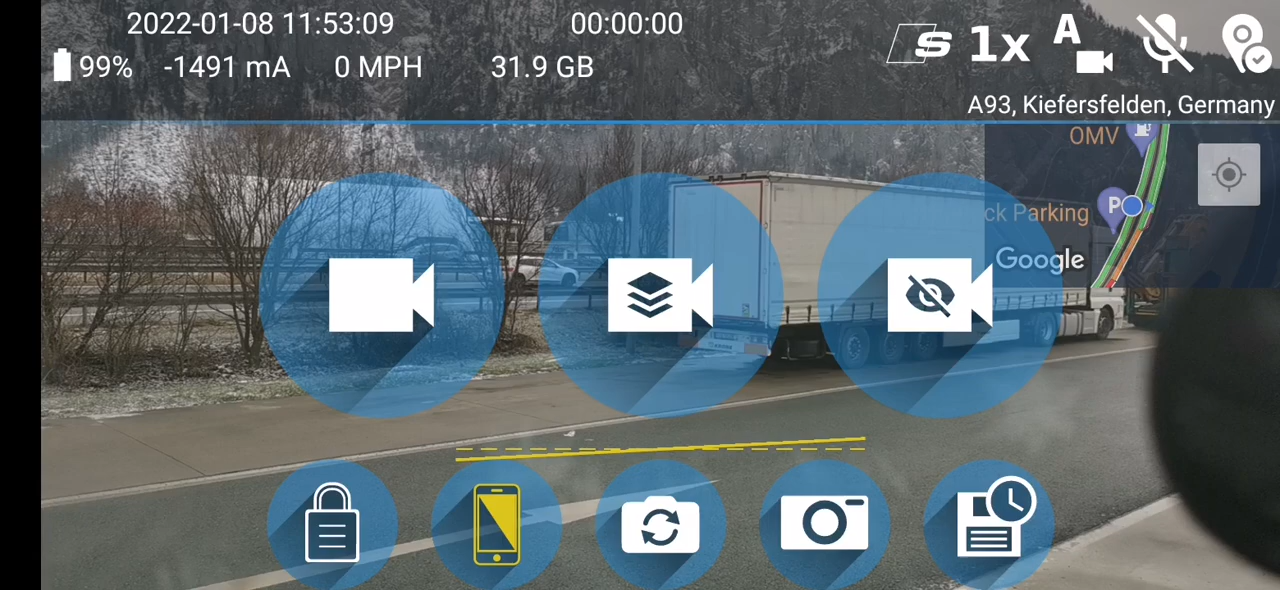 2022-01-08 11:53:09
00:00:00
1x
A
99%
-1491 mA
0 MPH
31.9 GB
A93, Kiefersfelden, Germany
OMV
P
ck Parking
Google